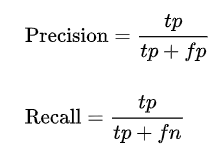 Precision = tp / (tp + fp)
Recall = tp / (tp + fn)